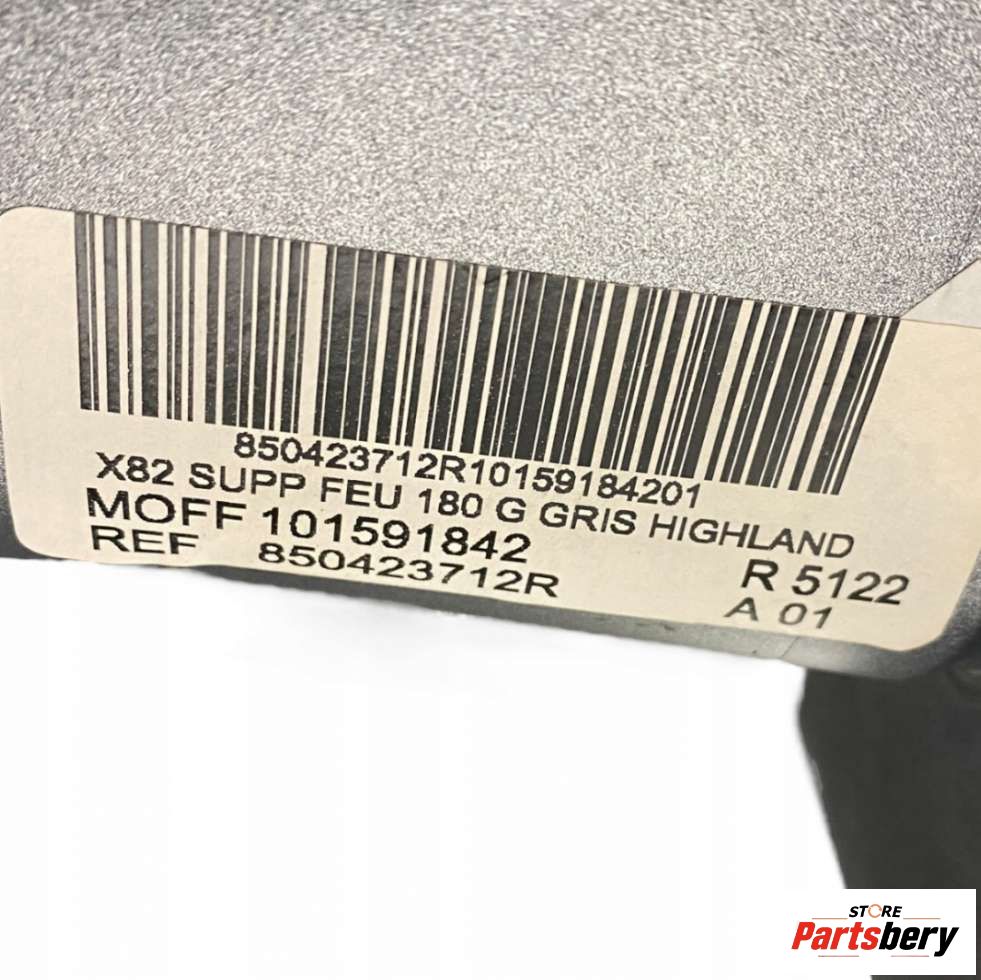 850423712R10159184201
X82 SUPP FEU 180 G GRIS HIGHLAND
MOFF 101591842
REF 850423712R
R 5122
A 01
STORE
Partsbery